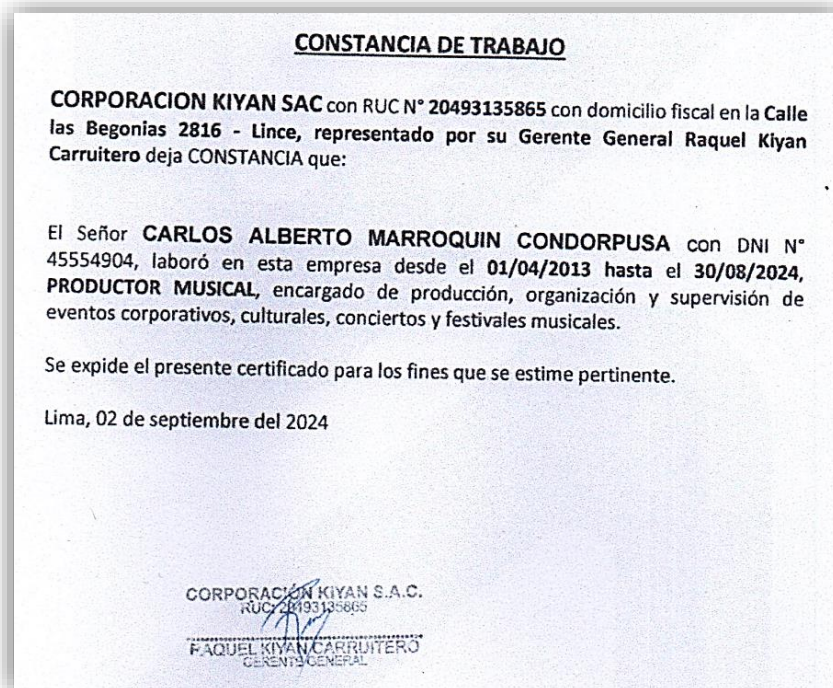 CONSTANCIA DE TRABAJO
CORPORACION KIYAN SAC con RUC N° 20493135865 con domicilio fiscal en la Calle
las Begonias 2816 - Lince, representado por su Gerente General Raquel Kiyan
Carruitero deja CONSTANCIA que:
El Señor CARLOS ALBERTO MARROQUIN CONDORPUSA con DNI N°
45554904, laboró en esta empresa desde el 01/04/2013 hasta el 30/08/2024,
PRODUCTOR MUSICAL, encargado de producción, organización y supervisión de
eventos corporativos, culturales, conciertos y festivales musicales.
Se expide el presente certificado para los fines que se estime pertinente.
Lima, 02 de septiembre del 2024
CORPORACIÓN KIYAN S.A.C.
RUC: 20493135865
RAQUEL KIYAN CARRUITERO
GERENTE GENERAL